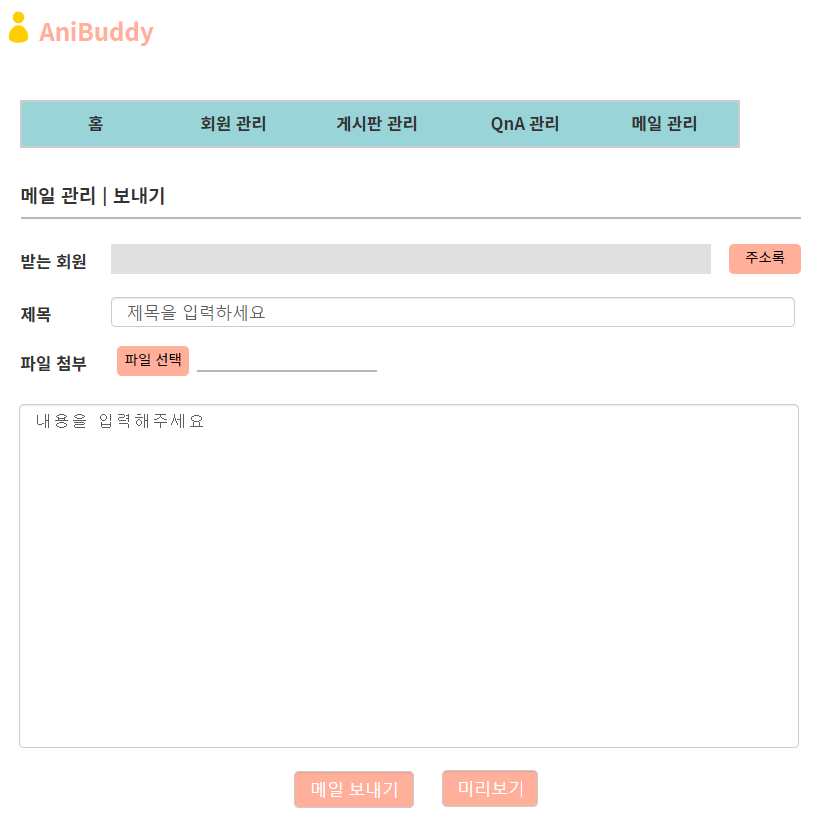 AniBuddy
홈 회원 관리 게시판 관리 QnA 관리 메일 관리
메일 관리 | 보내기
받는 회원 주소록
제목 제목을 입력하세요
파일 첨부 파일 선택
내용을 입력해주세요
메일 보내기 미리보기